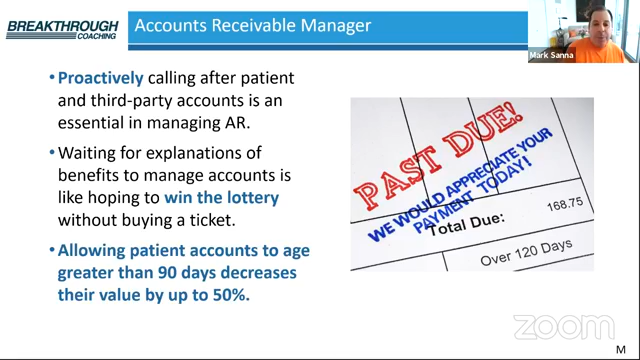 BREAKTHROUGH
COACHING
Accounts Receivable Manager
Mark Sanna
•Proactively calling after patient
and third-party accounts is an
essential in managing AR.
•Waiting for explanations of
benefits to manage accounts is
like hoping to win the lottery
without buying a ticket.
•Allowing patient accounts to age
greater than 90 days decreases
their value by up to 50%.
PAST DUE!
WE WOULD APPRECIATE YOUR
PAYMENT TODAY!
Total Due: 168.75
Over 120 Days
zoom
M